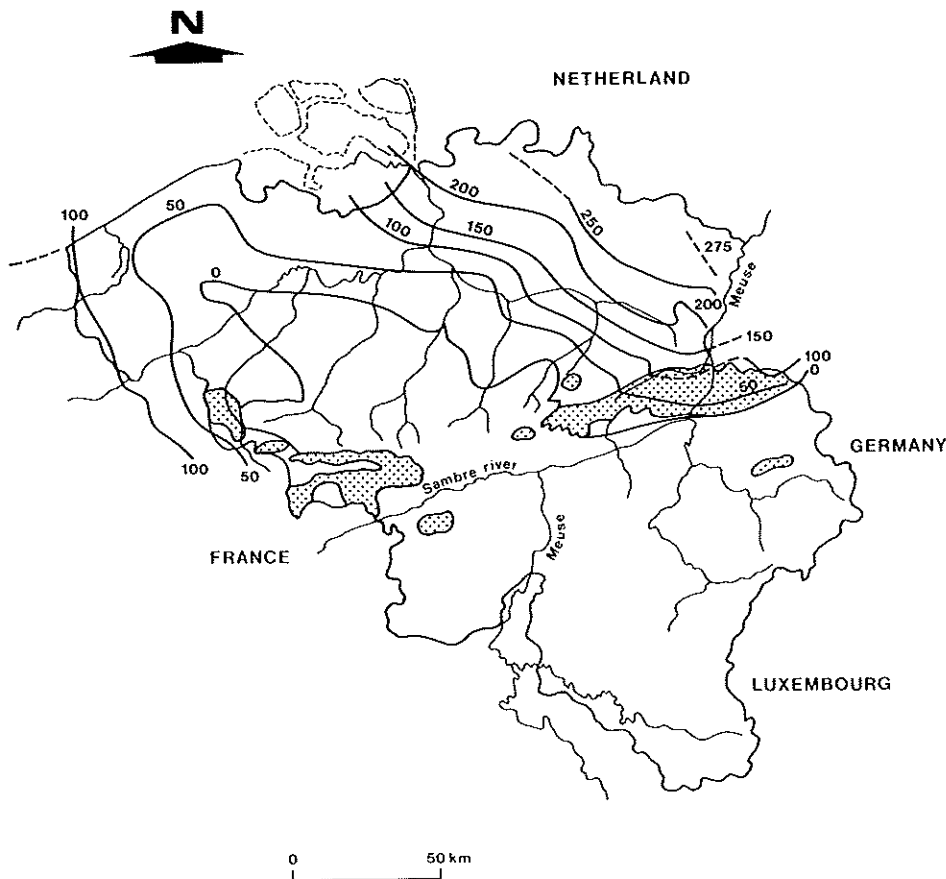 N
NETHERLAND
200
50
100
150
100
250
275
0
Meuse
200
150
100
0
50
GERMANY
100
50
Sambre river
Meuse
FRANCE
LUXEMBOURG
0 50 km